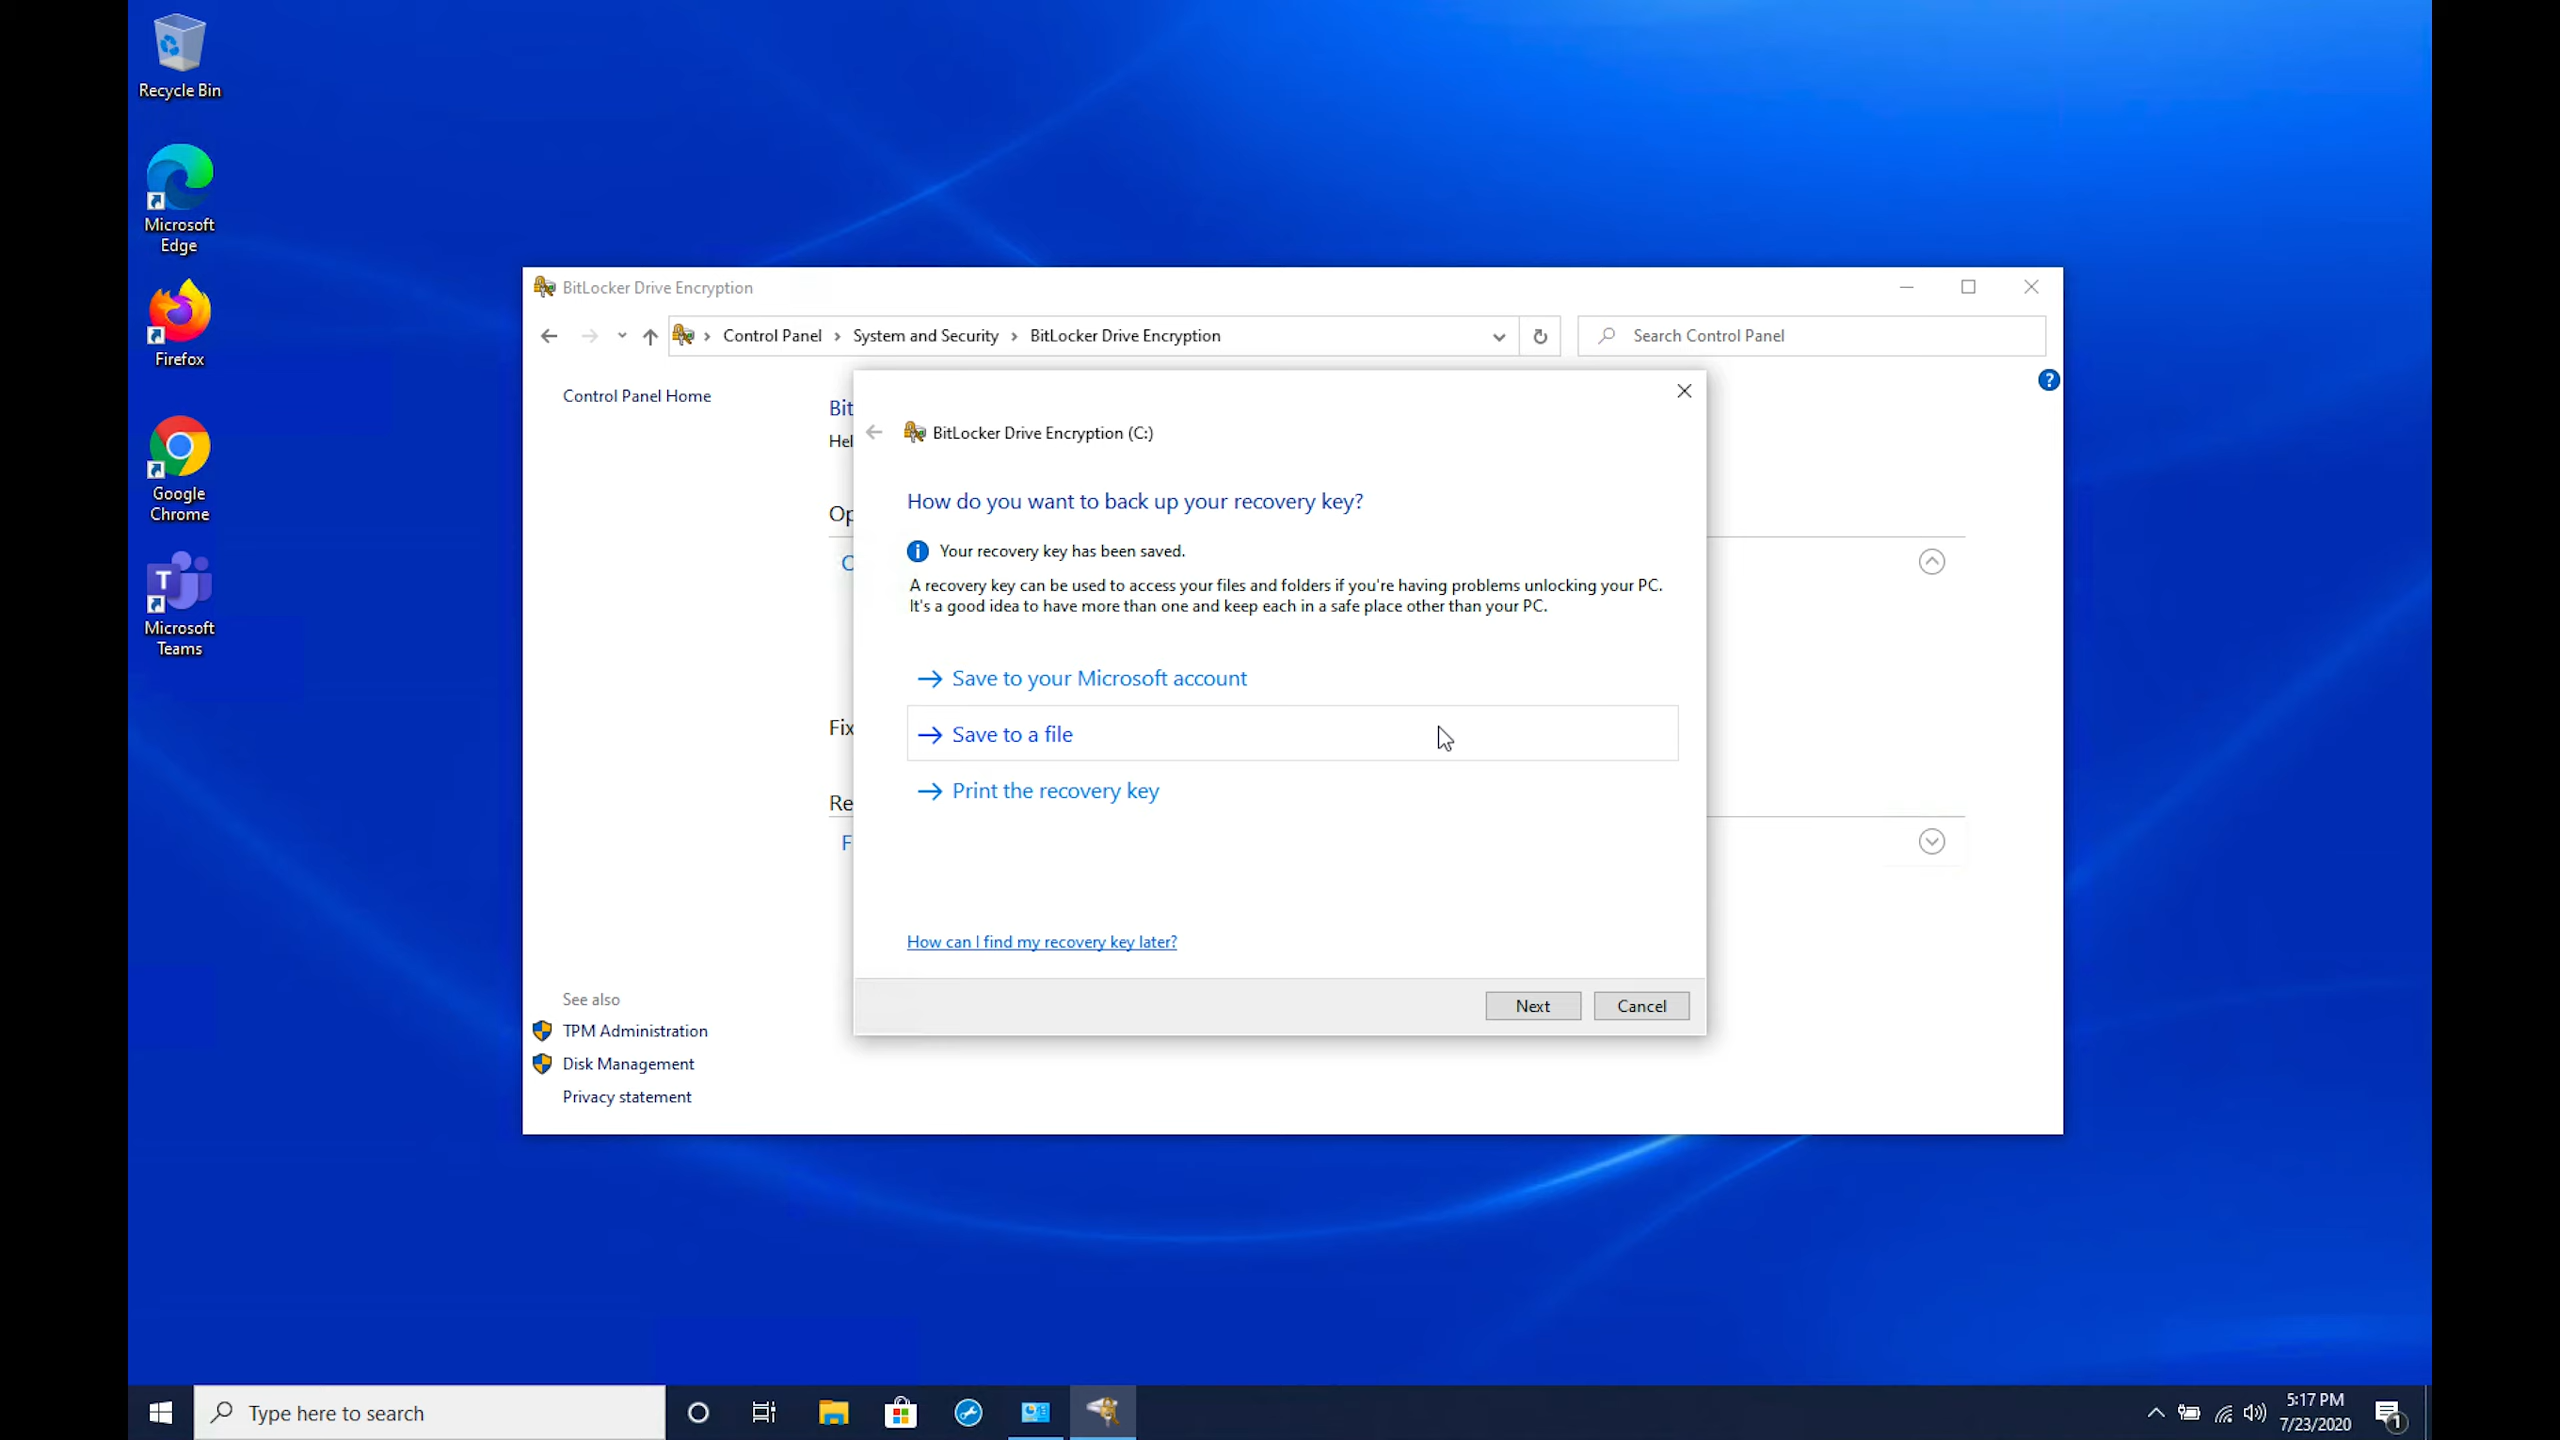 Recycle Bin
Microsoft
Edge
Firefox
Google
Chrome
T
Microsoft
Teams
BitLocker Drive Encryption
Control Panel
System and Security
BitLocker Drive Encryption
Search Control Panel
?
Control Panel Home
Bit
Hel
Op
C
Fix
Re
F
BitLocker Drive Encryption (C:)
How do you want to back up your recovery key?
i
Your recovery key has been saved.
A recovery key can be used to access your files and folders if you're having problems unlocking your PC.
It's a good idea to have more than one and keep each in a safe place other than your PC.
Save to your Microsoft account
Save to a file
Print the recovery key
How can I find my recovery key later?
Next
Cancel
See also
TPM Administration
Disk Management
Privacy statement
Type here to search
5:17 PM
7/23/2020
1